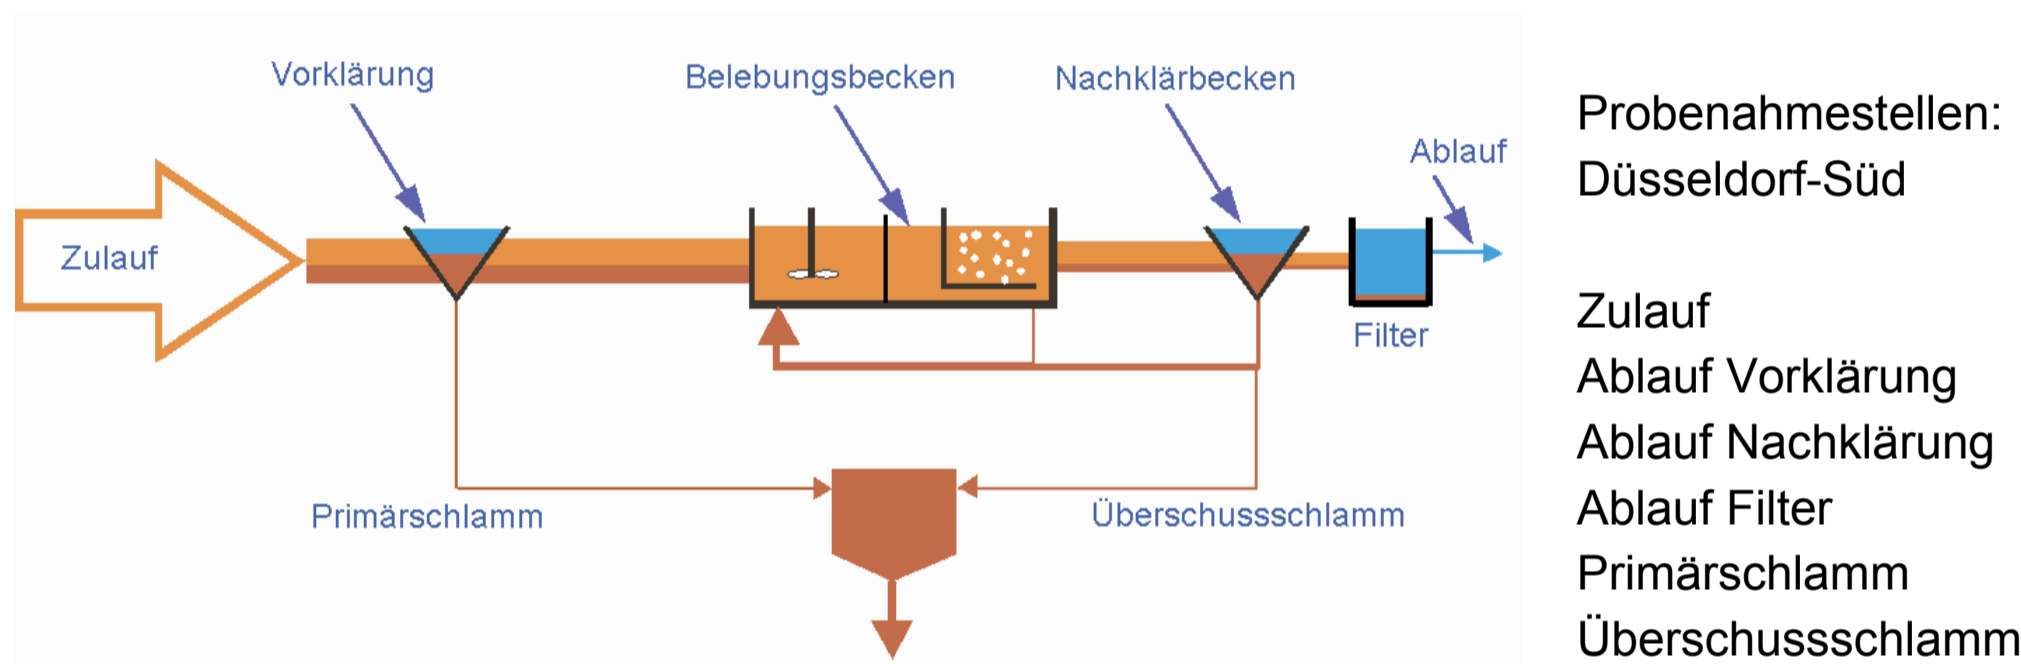 Vorklärung
Belebungsbecken
Nachklärbecken
Ablauf
Zulauf
Filter
Primärschlamm
Überschussschlamm
Probenahmestellen:
Düsseldorf-Süd
Zulauf
Ablauf Vorklärung
Ablauf Nachklärung
Ablauf Filter
Primärschlamm
Überschussschlamm